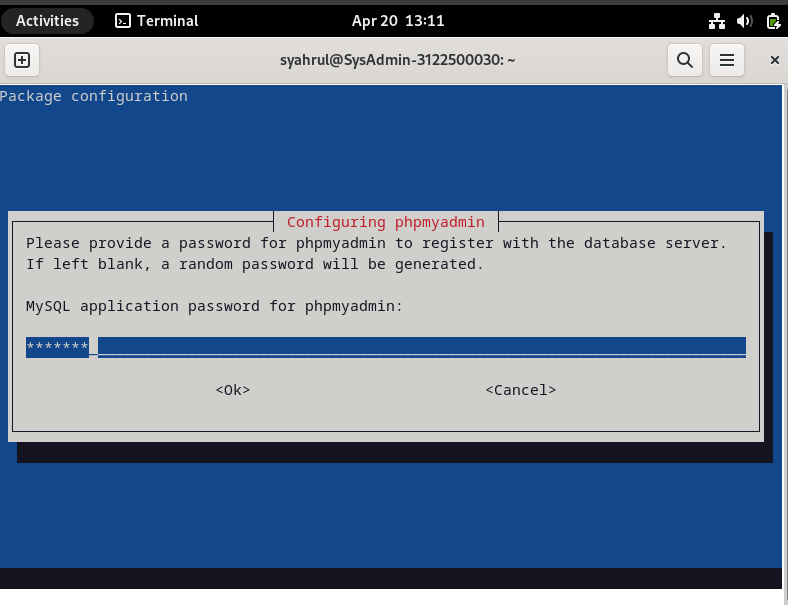 Activities Terminal Apr 20 13:11
syahrul@SysAdmin-3122500030: ~
Package configuration
Configuring phpmyadmin
Please provide a password for phpmyadmin to register with the database server.
If left blank, a random password will be generated.
MySQL application password for phpmyadmin:
*******
<Ok> <Cancel>